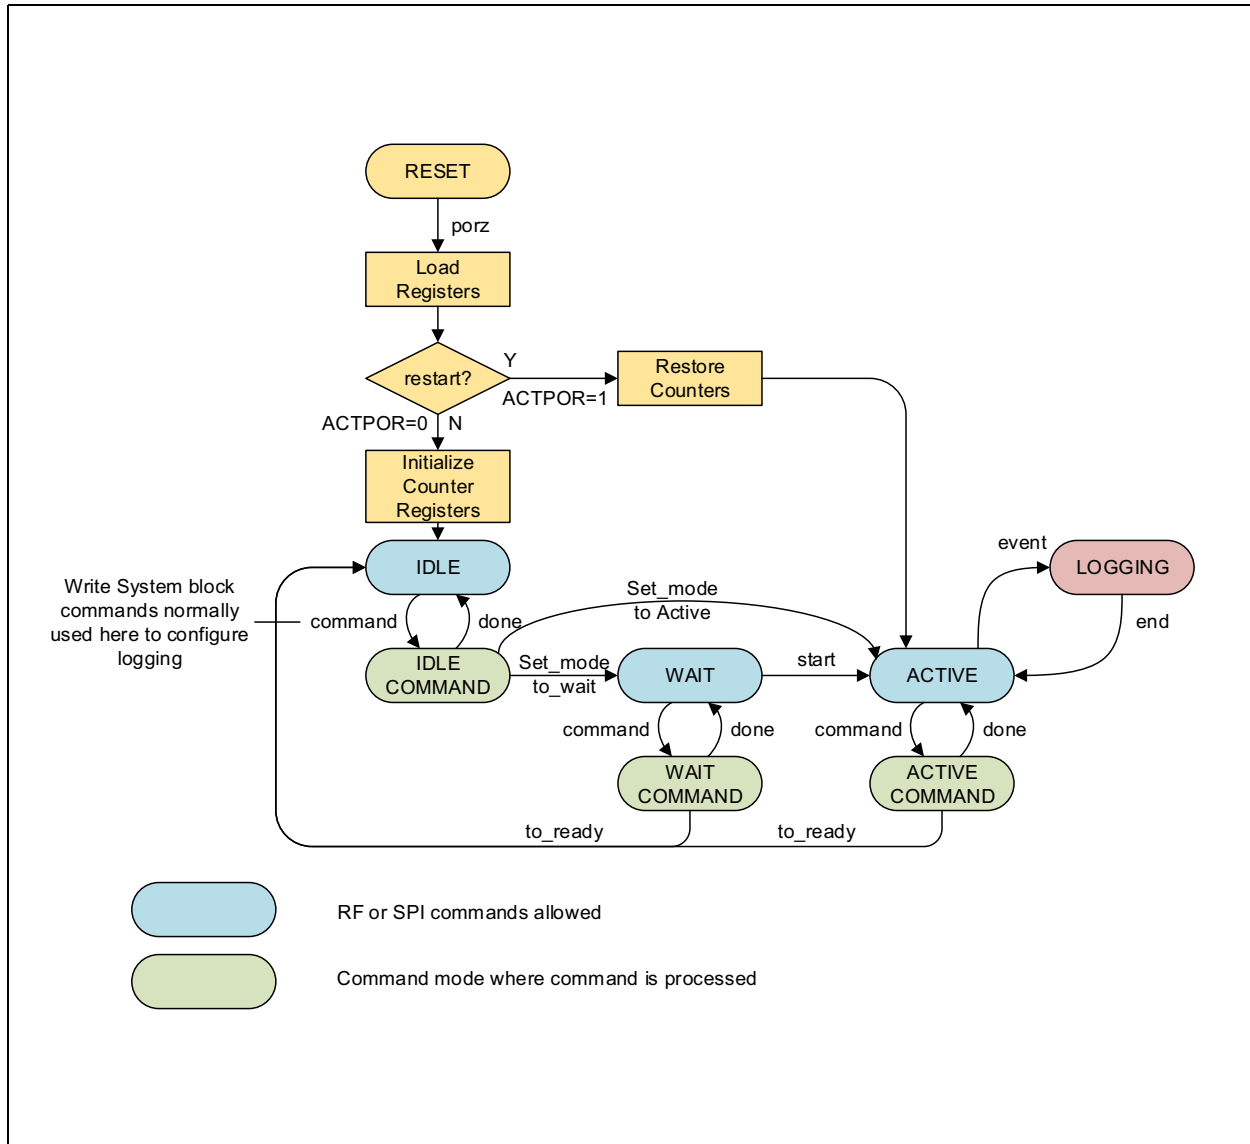 RESET
porz
Load
Registers
restart?
Y
ACTPOR=1
Restore
Counters
ACTPOR=0
N
Initialize
Counter
Registers
IDLE
Write System block
commands normally
used here to configure
logging
command
done
IDLE
COMMAND
Set_mode
to Active
Set_mode
to_wait
WAIT
start
ACTIVE
event
LOGGING
end
command
done
WAIT
COMMAND
command
done
ACTIVE
COMMAND
to_ready
to_ready
RF or SPI commands allowed
Command mode where command is processed